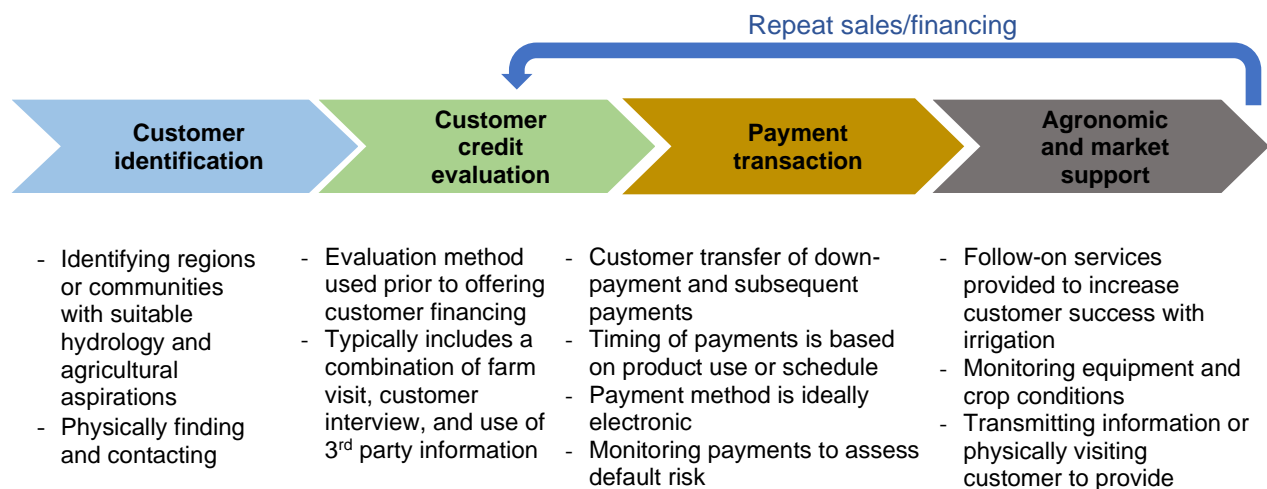 Repeat sales/financing
Customer
identification
Customer
credit
evaluation
Payment
transaction
Agronomic
and market
support
- Identifying regions
or communities
with suitable
hydrology and
agricultural
aspirations
- Physically finding
and contacting
- Evaluation method
used prior to offering
customer financing
- Typically includes a
combination of farm
visit, customer
interview, and use of
3rd party information
- Customer transfer of down-
payment and subsequent
payments
- Timing of payments is based
on product use or schedule
- Payment method is ideally
electronic
- Monitoring payments to assess
default risk
- Follow-on services
provided to increase
customer success with
irrigation
- Monitoring equipment and
crop conditions
- Transmitting information or
physically visiting
customer to provide